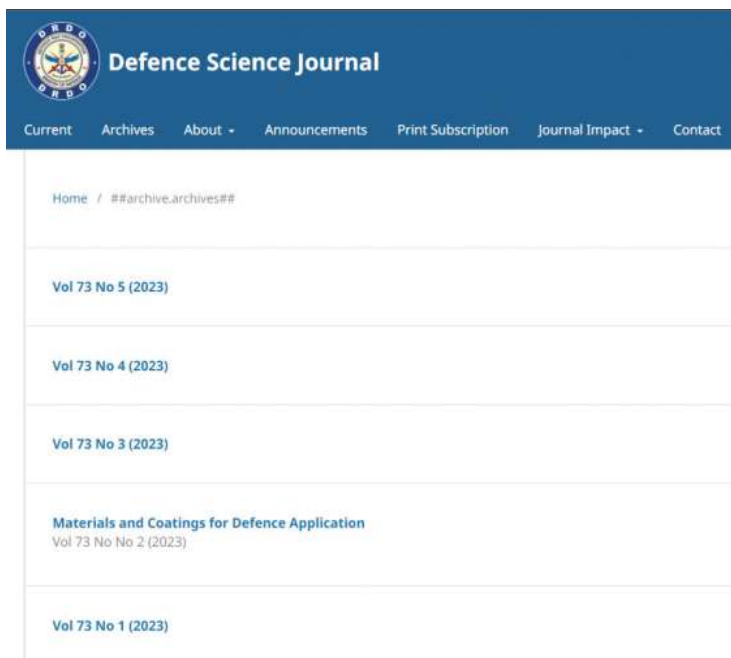 DRDO
DRDO
Defence Science Journal
Current Archives About Announcements Print Subscription Journal Impact Contact
Home / ##archive.archives##
Vol 73 No 5 (2023)
Vol 73 No 4 (2023)
Vol 73 No 3 (2023)
Materials and Coatings for Defence Application
Vol 73 No No 2 (2023)
Vol 73 No 1 (2023)